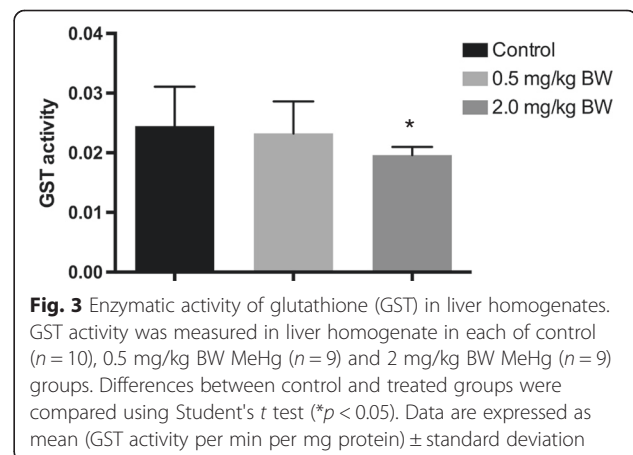 0.04
0.03
0.02
0.01
0.00
GST activity
Control
0.5 mg/kg BW
2.0 mg/kg BW
*
Fig. 3 Enzymatic activity of glutathione (GST) in liver homogenates.
GST activity was measured in liver homogenate in each of control
(n = 10), 0.5 mg/kg BW MeHg (n = 9) and 2 mg/kg BW MeHg (n = 9)
groups. Differences between control and treated groups were
compared using Student's t test (*p < 0.05). Data are expressed as
mean (GST activity per min per mg protein) ± standard deviation